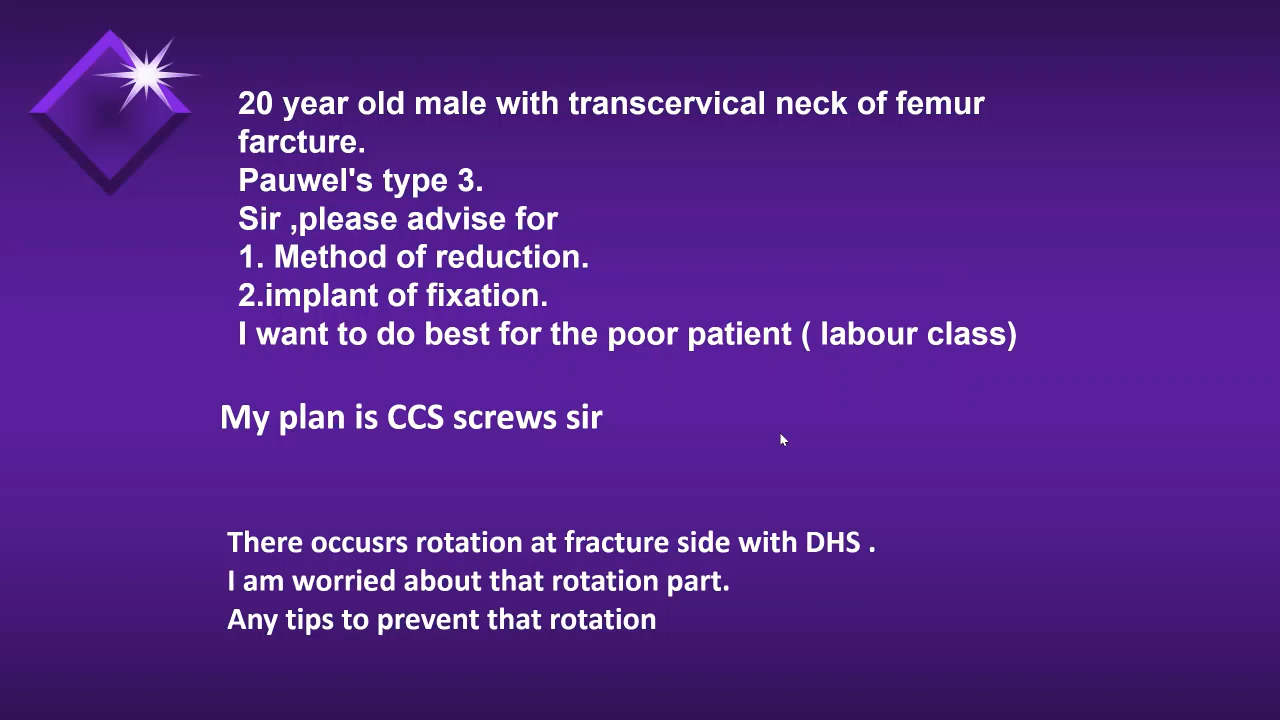 20 year old male with transcervical neck of femur
farcture.
Pauwel's type 3.
Sir ,please advise for
1. Method of reduction.
2.implant of fixation.
I want to do best for the poor patient ( labour class)
My plan is CCS screws sir
There occusrs rotation at fracture side with DHS .
I am worried about that rotation part.
Any tips to prevent that rotation